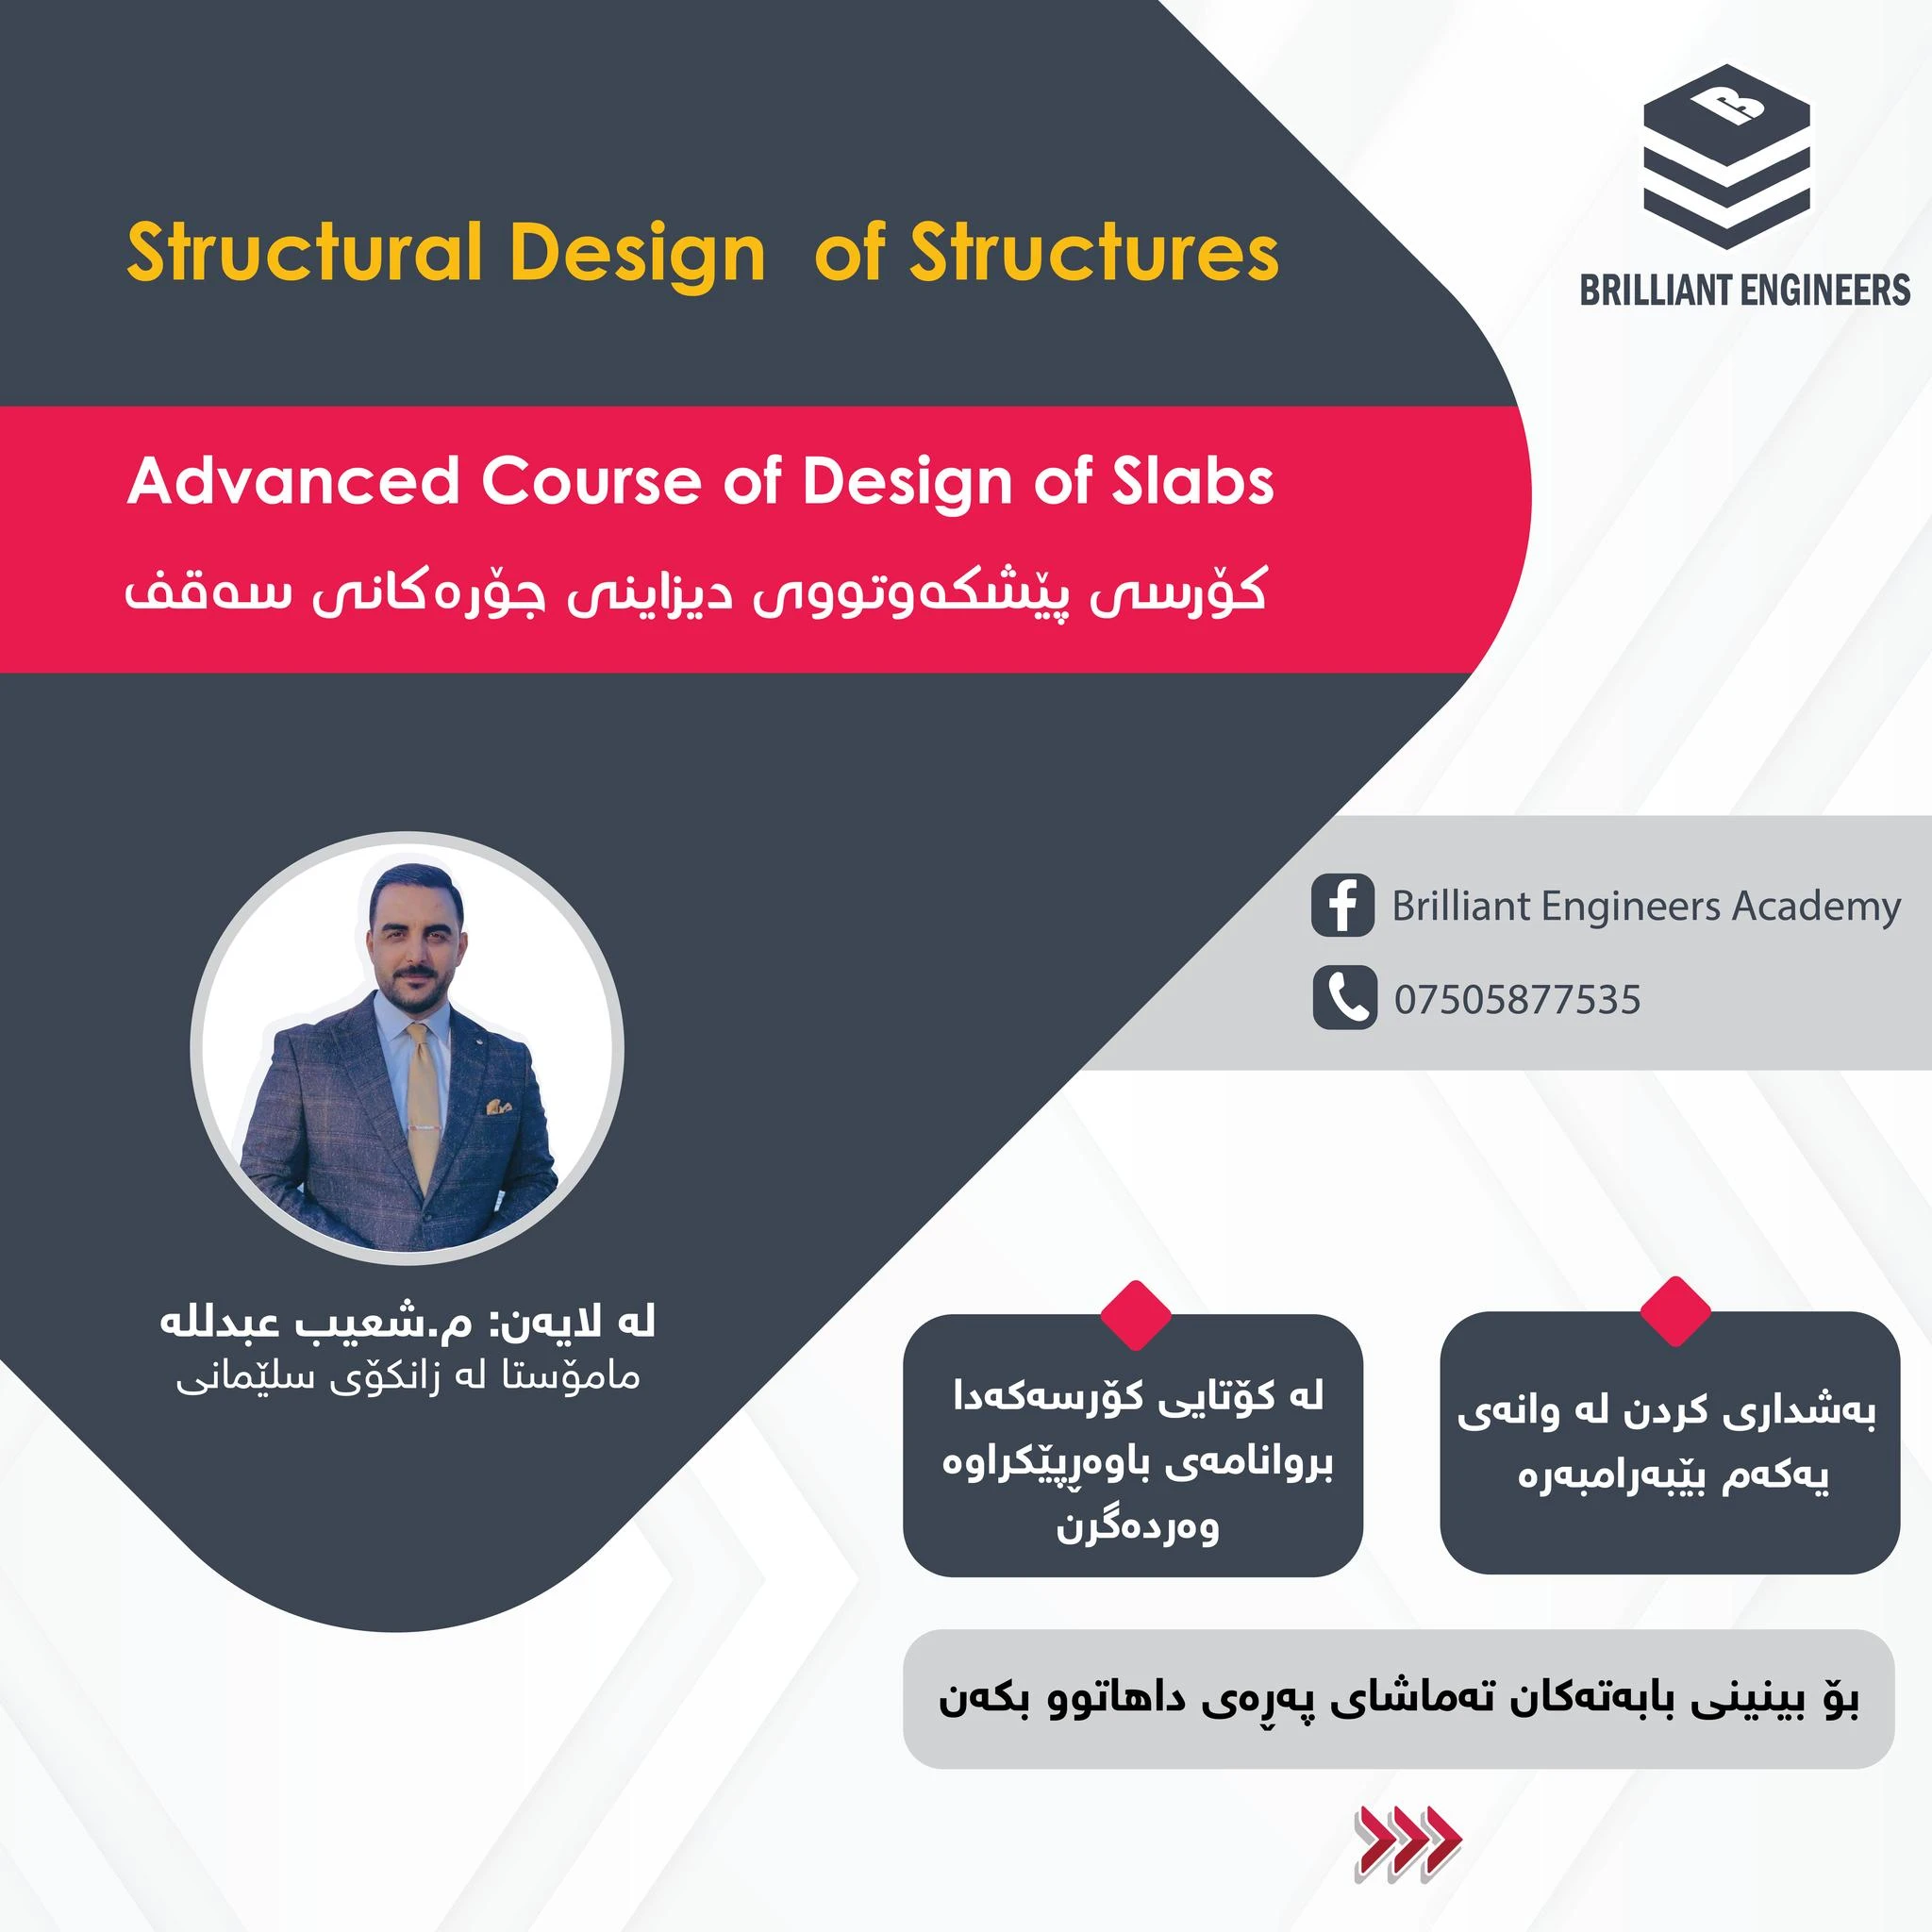 BRILLIANT ENGINEERS
Structural Design of Structures
Advanced Course of Design of Slabs
کۆرسی پێشکەوتووی دیزاینی جۆرەکانی سەقف
Brilliant Engineers Academy
07505877535
لە لایەن: م.شعیب عبدللە
مامۆستا لە زانکۆی سلێمانی
بەشداری کردن لە وانەی
یەکەم بێبەرامبەرە
لە کۆتایی کۆرسەکەدا
بروانامەی باوەڕپێکراوە
وەردەگرن
بۆ بینینی بابەتەکان تەماشای پەڕەی داهاتوو بکەن